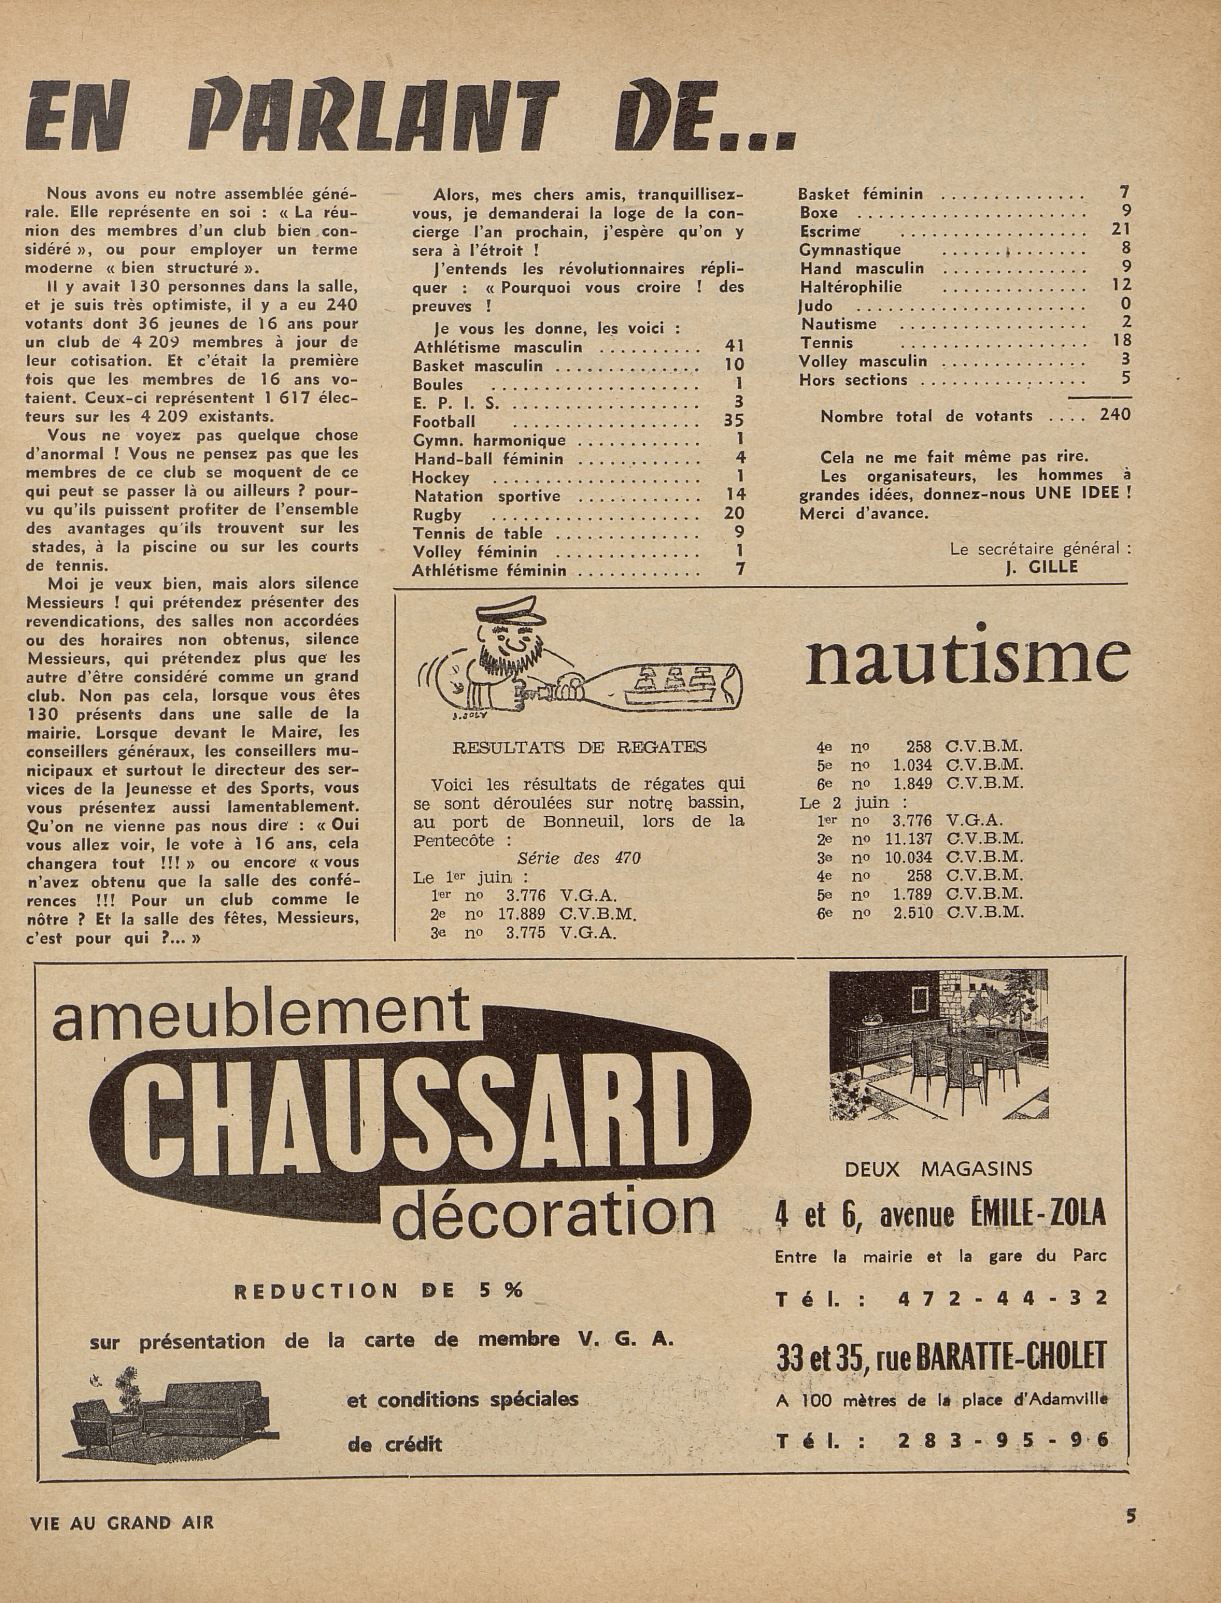 EN PARLANT DE...
Nous avons eu notre assemblée géné-
rale. Elle représente en soi : « La réu-
nion des membres d'un club bien con-
sidéré », ou pour employer un terme
moderne « bien structuré ».
Il y avait 130 personnes dans la salle,
et je suis très optimiste, il y a eu 240
votants dont 36 jeunes de 16 ans pour
un club de 4 209 membres à jour de
leur cotisation. Et c'était la première
fois que les membres de 16 ans vo-
taient. Ceux-ci représentent 1 617 élec-
teurs sur les 4 209 existants.
Vous ne voyez pas quelque chose
d'anormal ! Vous ne pensez pas que les
membres de ce club se moquent de ce
qui peut se passer là ou ailleurs ? pour-
vu qu'ils puissent profiter de l'ensemble
des avantages qu'ils trouvent sur les
stades, à la piscine ou sur les courts
de tennis.
Moi je veux bien, mais alors silence
Messieurs ! qui prétendez présenter des
revendications, des salles non accordées
ou des horaires non obtenus, silence
Messieurs, qui prétendez plus que les
autre d'être considéré comme un grand
club. Non pas cela, lorsque vous êtes
130 présents dans une salle de la
mairie. Lorsque devant le Maire, les
conseillers généraux, les conseillers mu-
nicipaux et surtout le directeur des ser-
vices de la Jeunesse et des Sports, vous
vous présentez aussi lamentablement.
Qu'on ne vienne pas nous dire : « Oui
vous allez voir, le vote à 16 ans, cela
changera tout !!! » ou encore « vous
n'avez obtenu que la salle des confé-
rences !!! Pour un club comme le
nôtre ? Et la salle des fêtes, Messieurs,
c'est pour qui ?... »
Alors, mes chers amis, tranquillisez-
vous, je demanderai la loge de la con-
cierge l'an prochain, j'espère qu'on y
sera à l'étroit !
J'entends les révolutionnaires répli-
quer : « Pourquoi vous croire ! des
preuves !
Je vous les donne, les voici :
Athlétisme masculin .......... 41
Basket masculin .............. 10
Boules .................... 1
E. P. I. S. .................. 3
Football .................. 35
Gymn. harmonique ............ 1
Hand-ball féminin ............ 4
Hockey .................... 1
Natation sportive ............ 14
Rugby .................... 20
Tennis de table .............. 9
Volley féminin .............. 1
Athlétisme féminin ............ 7
Basket féminin .............. 7
Boxe ...................... 9
Escrime .................. 21
Gymnastique .............. 8
Hand masculin .............. 9
Haltérophilie .............. 12
Judo ...................... 0
Nautisme .................. 2
Tennis .................. 18
Volley masculin .............. 3
Hors sections ................ 5
Nombre total de votants .... 240
Cela ne me fait même pas rire.
Les organisateurs, les hommes à
grandes idées, donnez-nous UNE IDEE !
Merci d'avance.
Le secrétaire général :
J. GILLE
J. JOLY
nautisme
RESULTATS DE REGATES
Voici les résultats de régates qui
se sont déroulées sur notre bassin,
au port de Bonneuil, lors de la
Pentecôte :
Série des 470
Le 1er juin :
1er no 3.776 V.G.A.
2e no 17.889 C.V.B.M.
3e no 3.775 V.G.A.
4e no 258 C.V.B.M.
5e no 1.034 C.V.B.M.
6e no 1.849 C.V.B.M.
Le 2 juin :
1er no 3.776 V.G.A.
2e no 11.137 C.V.B.M.
3e no 10.034 C.V.B.M.
4e no 258 C.V.B.M.
5e no 1.789 C.V.B.M.
6e no 2.510 C.V.B.M.
ameublement
CHAUSSARD
décoration
REDUCTION DE 5 %
sur présentation de la carte de membre V. G. A.
et conditions spéciales
de crédit
DEUX MAGASINS
4 et 6, avenue ÉMILE-ZOLA
Entre la mairie et la gare du Parc
Tél. : 472-44-32
33 et 35, rue BARATTE-CHOLET
A 100 mètres de la place d'Adamville
Tél. : 283-95-96
VIE AU GRAND AIR
5